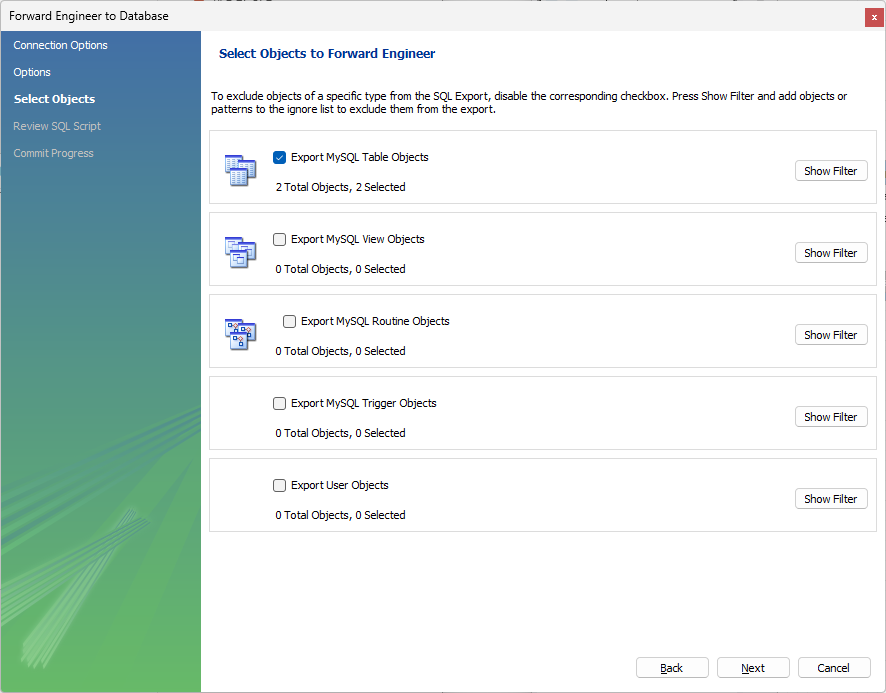 Forward Engineer to Database
x
Connection Options
Options
Select Objects
Review SQL Script
Commit Progress
Select Objects to Forward Engineer
To exclude objects of a specific type from the SQL Export, disable the corresponding checkbox. Press Show Filter and add objects or
patterns to the ignore list to exclude them from the export.
Export MySQL Table Objects
2 Total Objects, 2 Selected
Show Filter
Export MySQL View Objects
0 Total Objects, 0 Selected
Show Filter
Export MySQL Routine Objects
0 Total Objects, 0 Selected
Show Filter
Export MySQL Trigger Objects
0 Total Objects, 0 Selected
Show Filter
Export User Objects
0 Total Objects, 0 Selected
Show Filter
Back
Next
Cancel